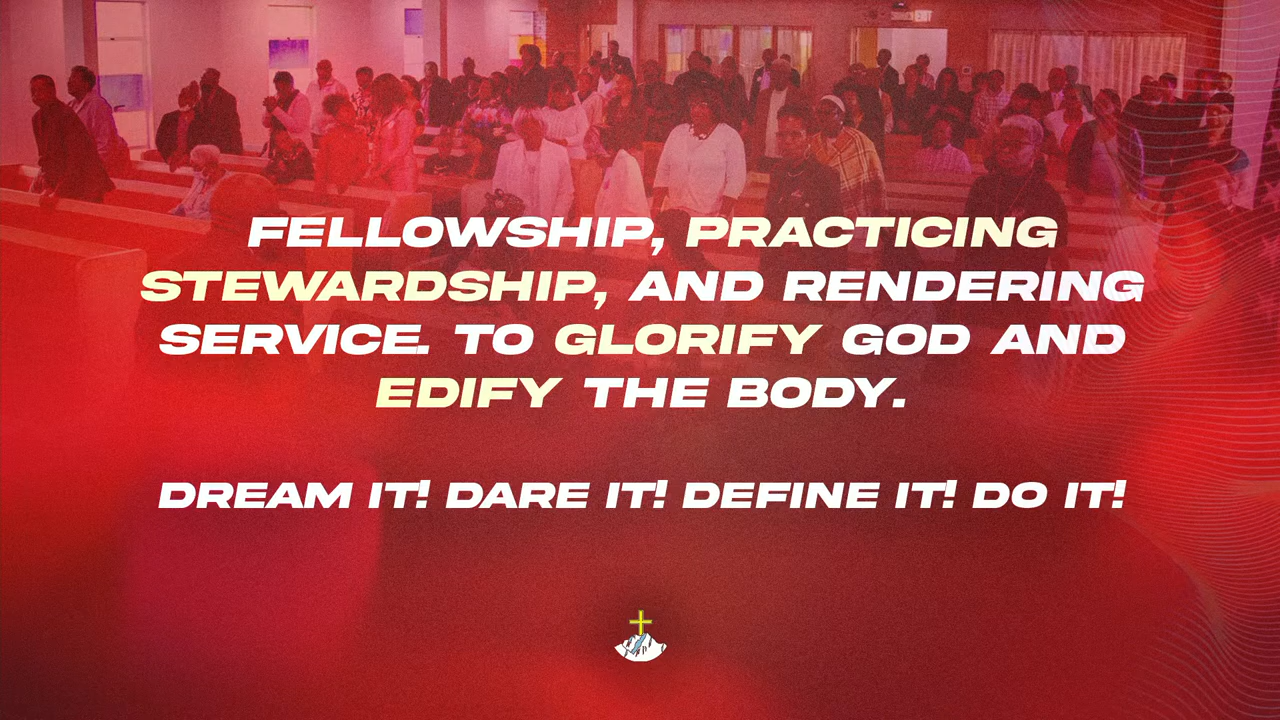 FELLOWSHIP, PRACTICING
STEWARDSHIP, AND RENDERING
SERVICE. TO GLORIFY GOD AND
EDIFY THE BODY.
DREAM IT! DARE IT! DEFINE IT! DO IT!